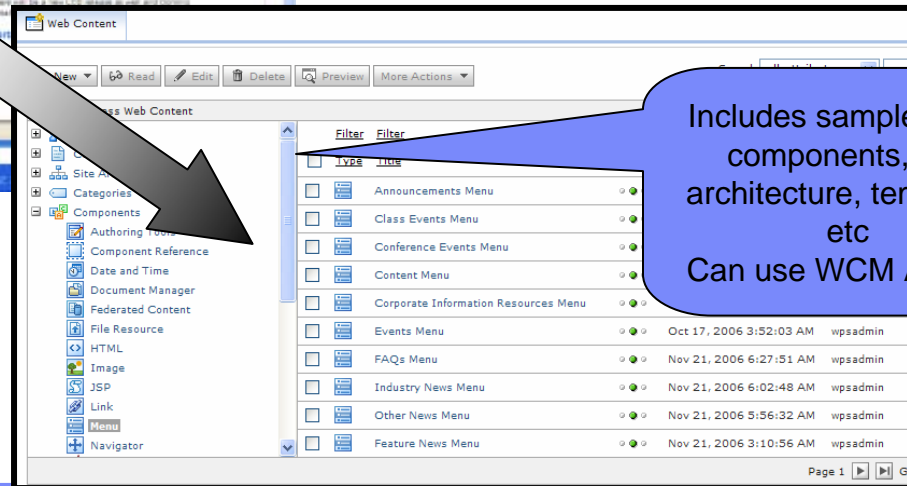 Web Content
New Read Edit Delete Preview More Actions
Web Content
Filter Filter
Type Title
Site
Categories
Components
Authoring Tools
Component Reference
Date and Time
Document Manager
Federated Content
File Resource
HTML
Image
JSP
Link
Menu
Navigator
Announcements Menu
Class Events Menu
Conference Events Menu
Content Menu
Corporate Information Resources Menu
Events Menu Oct 17, 2006 3:52:03 AM wpsadmin
FAQs Menu Nov 21, 2006 6:27:51 AM wpsadmin
Industry News Menu Nov 21, 2006 6:02:48 AM wpsadmin
Other News Menu Nov 21, 2006 5:56:32 AM wpsadmin
Feature News Menu Nov 21, 2006 3:10:56 AM wpsadmin
Page 1
Includes sample
components,
architecture, ter
etc
Can use WCM A